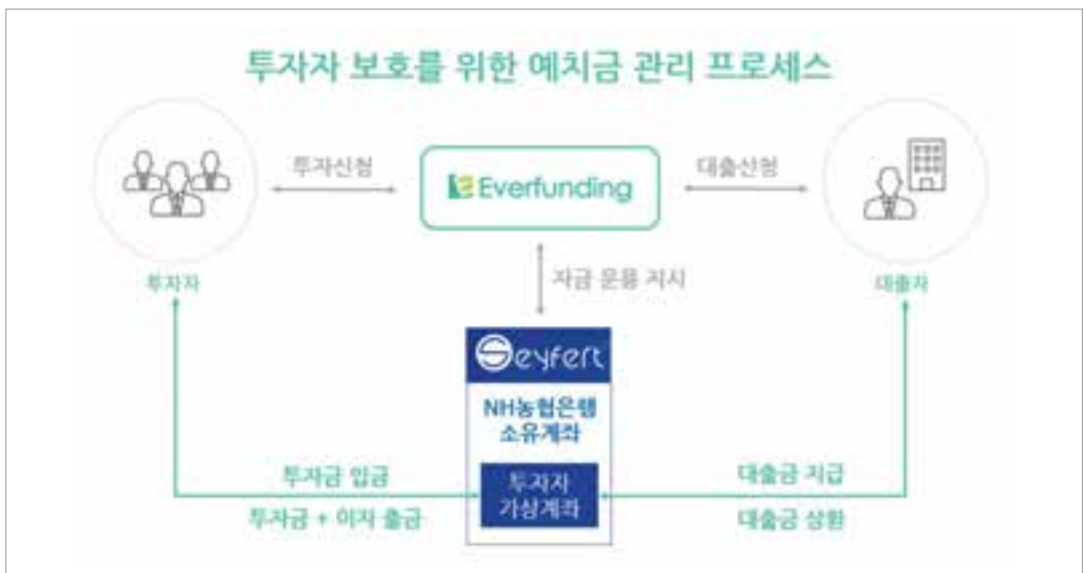 투자자 보호를 위한 예치금 관리 프로세스
투자신청
Everfunding
대출신청
투자자
자금 운용 지시
대출자
Seyfert
NH농협은행
소유계좌
투자금 입금
투자자
가상계좌
대출금 지급
투자금 + 이자 출금
대출금 상환